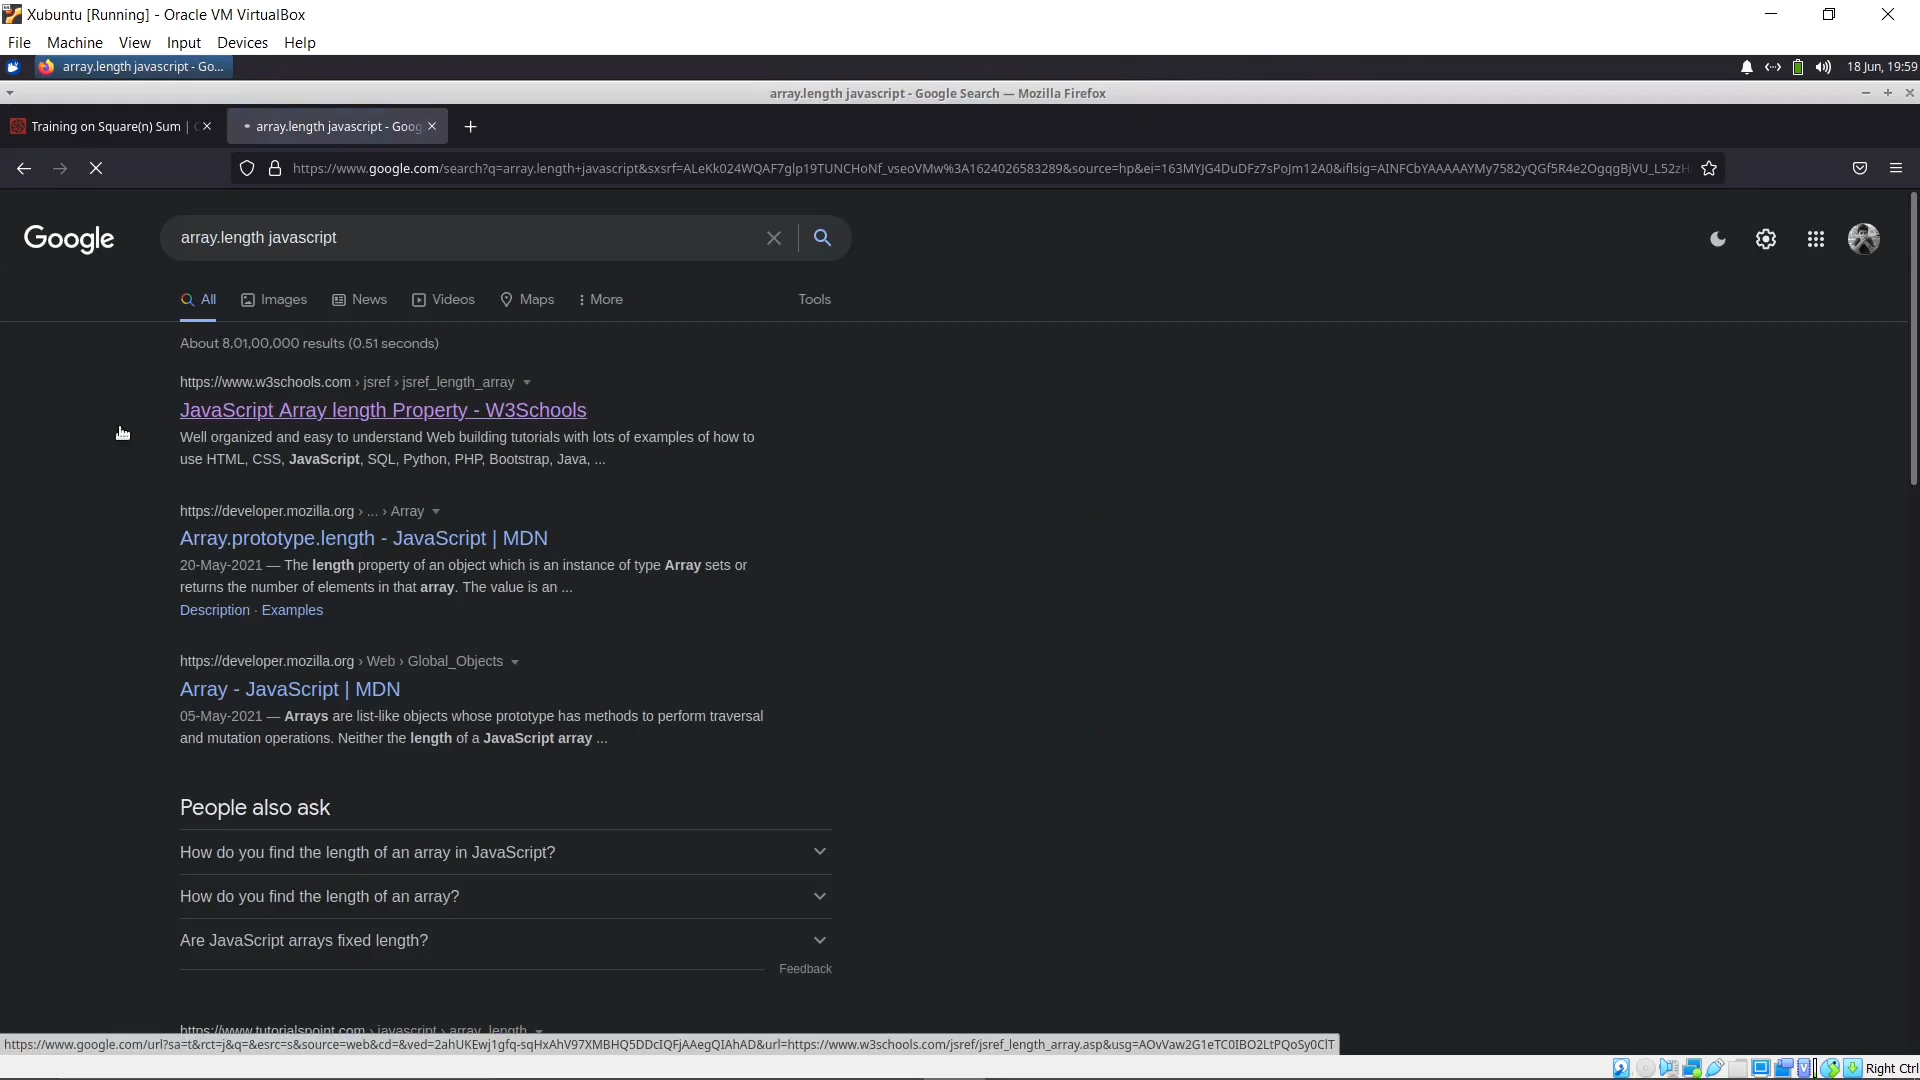 Xubuntu [Running] - Oracle VM VirtualBox
File Machine View Input Devices Help
array.length javascript - Go...
18 Jun, 19:59
array.length javascript - Google Search — Mozilla Firefox
Training on Square(n) Sum |
array.length javascript - Goog
https://www.google.com/search?q=array.length+javascript&sxsrf=ALeKk024WQAF7glp19TUNCHoNf_vseoVMw%3A1624026583289&source=hp&ei=163MYJG4DuDFz7sPoJm12A0&iflsig=AINFCbYAAAAAYMy7582yQGf5R4e2OgqgBjVU_L52zH
Google
array.length javascript
All Images News Videos Maps More Tools
About 8,01,00,000 results (0.51 seconds)
https://www.w3schools.com › jsref › jsref_length_array
JavaScript Array length Property - W3Schools
Well organized and easy to understand Web building tutorials with lots of examples of how to
use HTML, CSS, JavaScript, SQL, Python, PHP, Bootstrap, Java, ...
https://developer.mozilla.org › ... › Array
Array.prototype.length - JavaScript | MDN
20-May-2021 — The length property of an object which is an instance of type Array sets or
returns the number of elements in that array. The value is an ...
Description · Examples
https://developer.mozilla.org › Web › Global_Objects
Array - JavaScript | MDN
05-May-2021 — Arrays are list-like objects whose prototype has methods to perform traversal
and mutation operations. Neither the length of a JavaScript array ...
People also ask
How do you find the length of an array in JavaScript?
How do you find the length of an array?
Are JavaScript arrays fixed length?
Feedback
https://www.tutorialspoint.com › javascript › array_length
https://www.google.com/url?sa=t&rct=j&q=&esrc=s&source=web&cd=&ved=2ahUKEwj1gfq-sqHxAhV97XMBHQ5DDcIQFjAAegQIAhAD&url=https://www.w3schools.com/jsref/jsref_length_array.asp&usg=AOvVaw2G1eTC0IBO2LtPQoSy0ClT
Right Ctrl